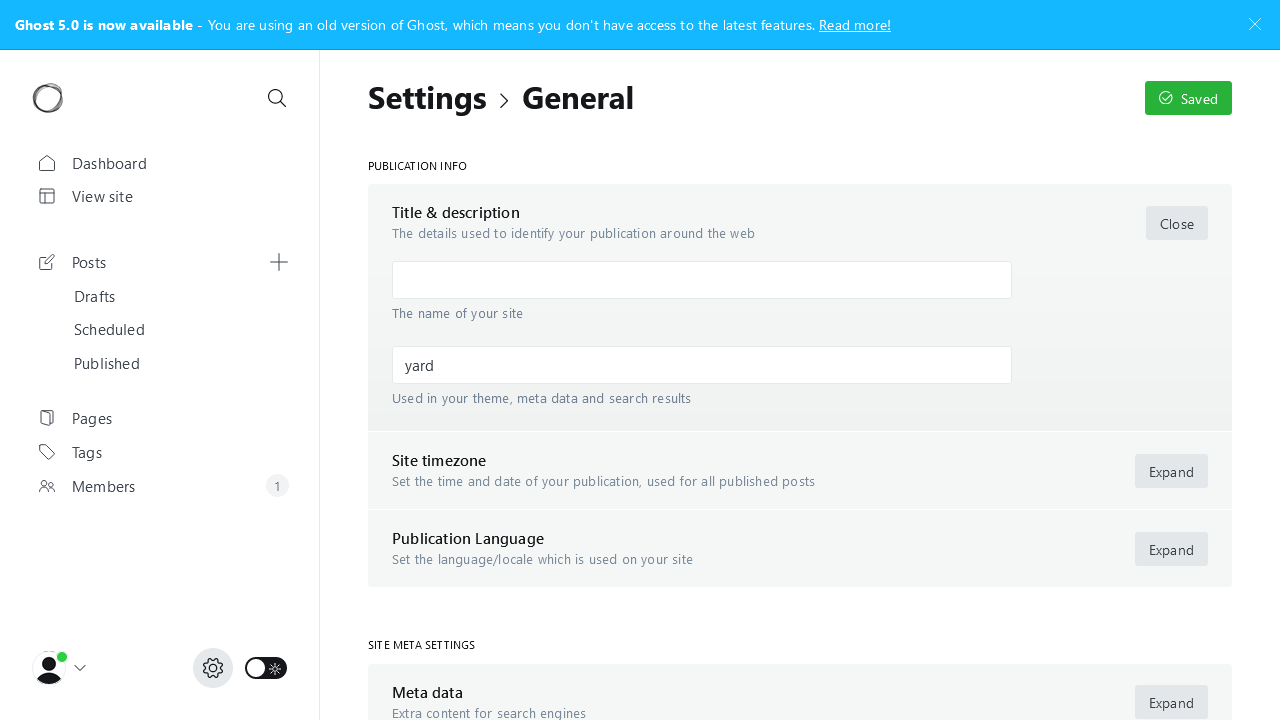 Ghost 5.0 is now available - You are using an old version of Ghost, which means you don't have access to the latest features. Read more!
Settings > General
Saved
Dashboard
View site
Posts
Drafts
Scheduled
Published
Pages
Tags
Members
1
PUBLICATION INFO
Title & description
The details used to identify your publication around the web
Close
The name of your site
yard
Used in your theme, meta data and search results
Site timezone
Set the time and date of your publication, used for all published posts
Expand
Publication Language
Set the language/locale which is used on your site
Expand
SITE META SETTINGS
Meta data
Extra content for search engines
Expand